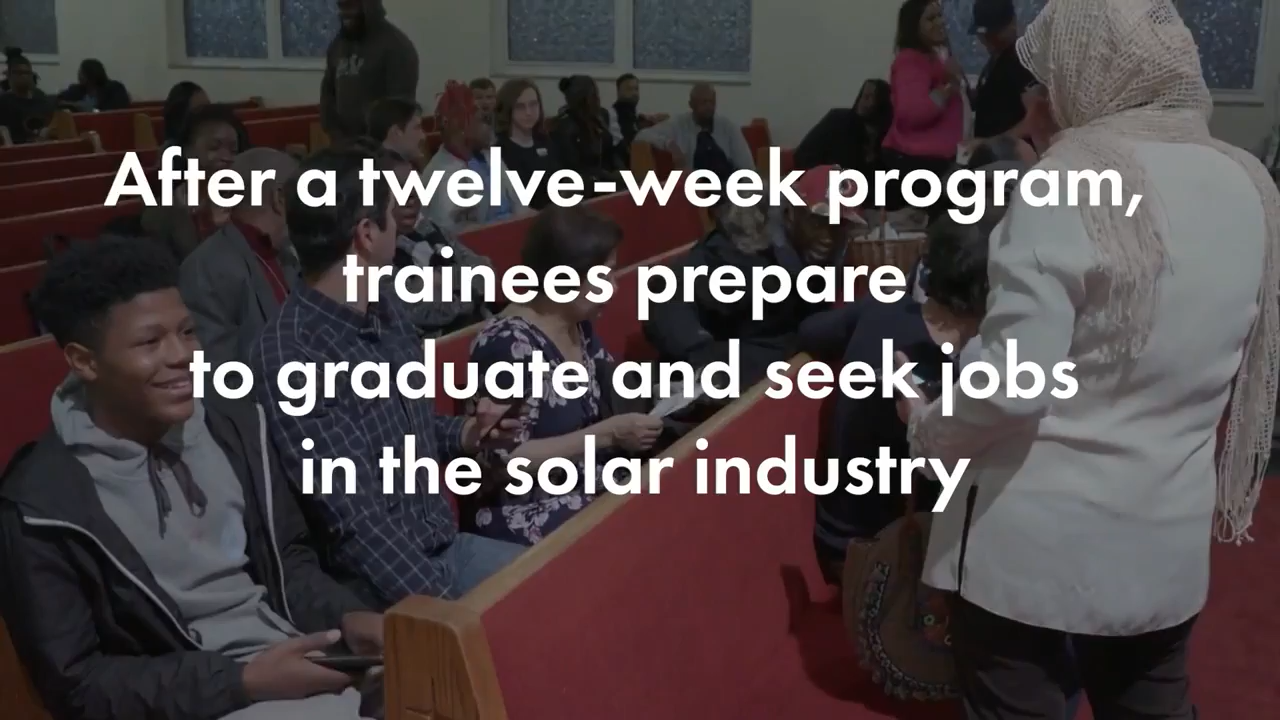 After a twelve-week program,
trainees prepare
to graduate and seek jobs
in the solar industry